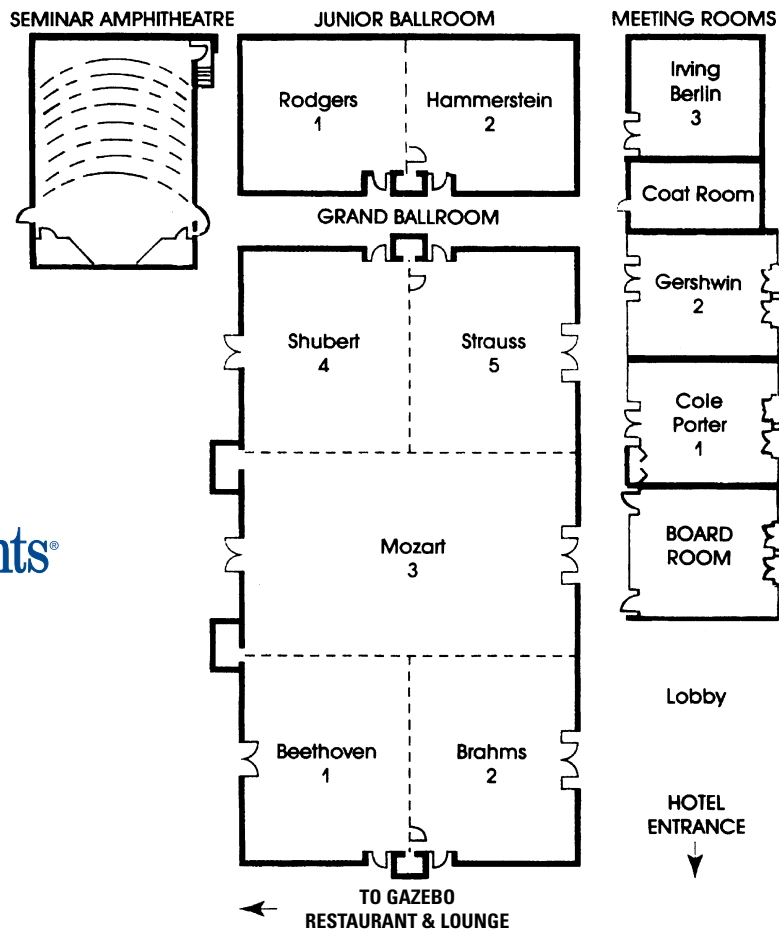 SEMINAR AMPHITHEATRE
JUNIOR BALLROOM
Rodgers
1
Hammerstein
2
GRAND BALLROOM
Shubert
4
Strauss
5
Mozart
3
Beethoven
1
Brahms
2
TO GAZEBO
RESTAURANT & LOUNGE
MEETING ROOMS
Irving
Berlin
3
Coat Room
Gershwin
2
Cole
Porter
1
BOARD
ROOM
Lobby
HOTEL
ENTRANCE